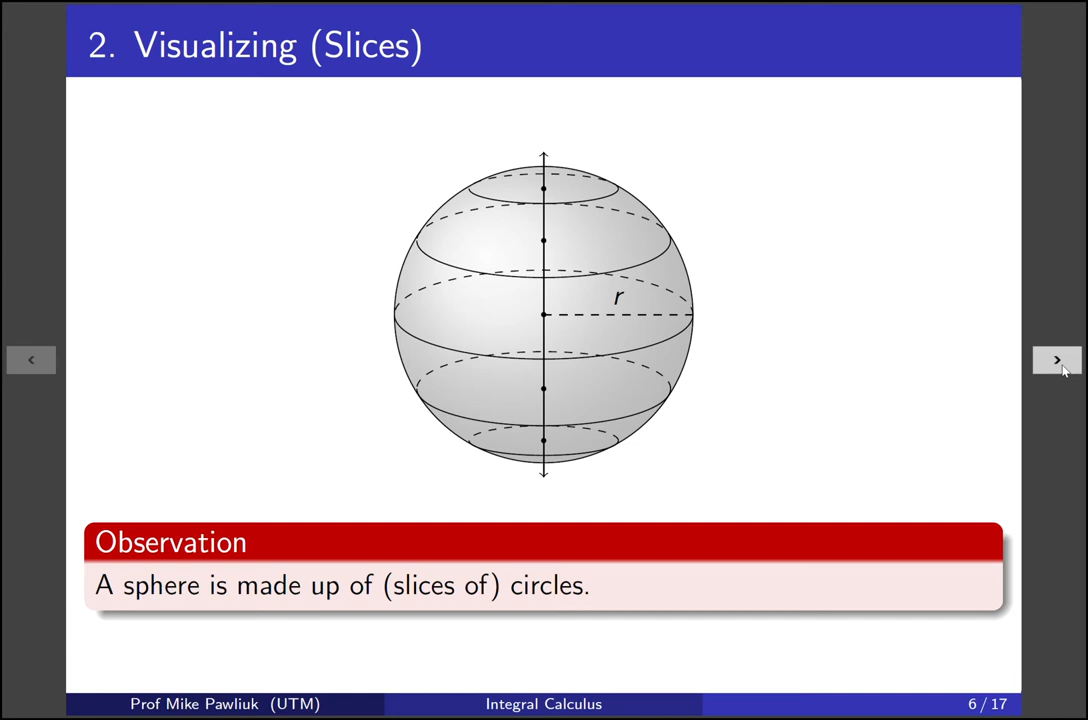 2. Visualizing (Slices)
r
Observation
A sphere is made up of (slices of) circles.
Prof Mike Pawliuk (UTM) Integral Calculus 6 / 17